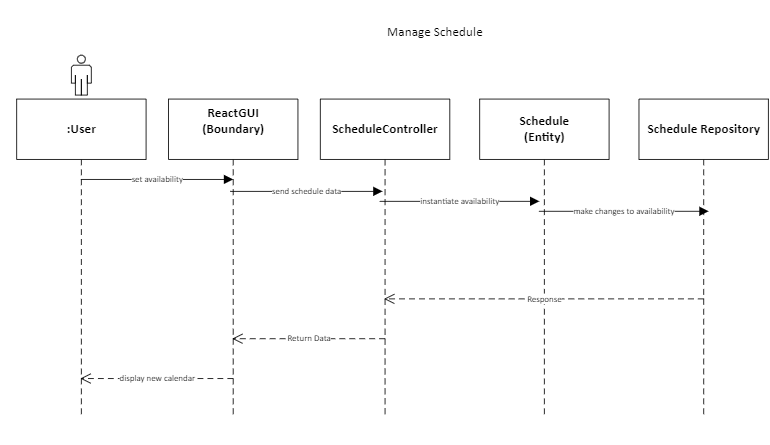 Manage Schedule
:User
ReactGUI
(Boundary)
ScheduleController
Schedule
(Entity)
Schedule Repository
set availability
send schedule data
instantiate availability
make changes to availability
Response
Return Data
display new calendar